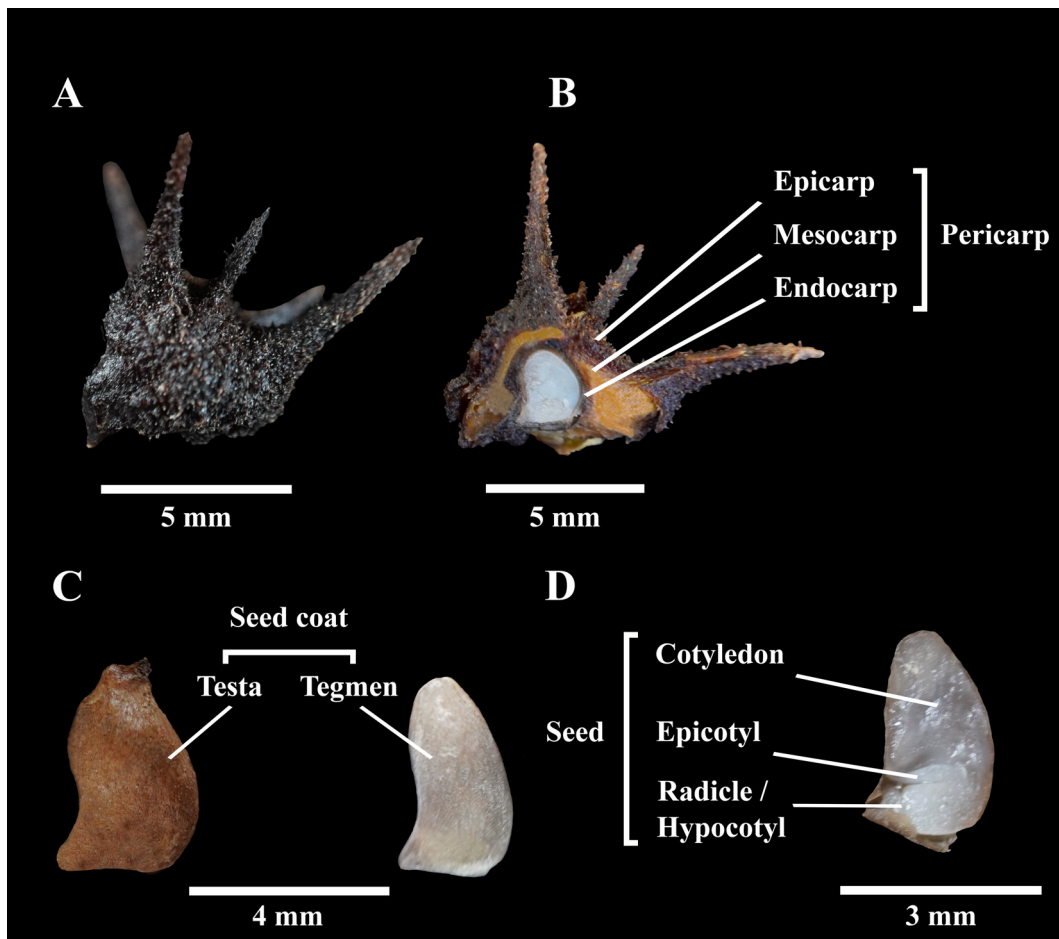 A
B
Epicarp
Mesocarp
Endocarp
Pericarp
5 mm
5 mm
C
D
Seed coat
Testa
Tegmen
Seed
Cotyledon
Epicotyl
Radicle /
Hypocotyl
4 mm
3 mm